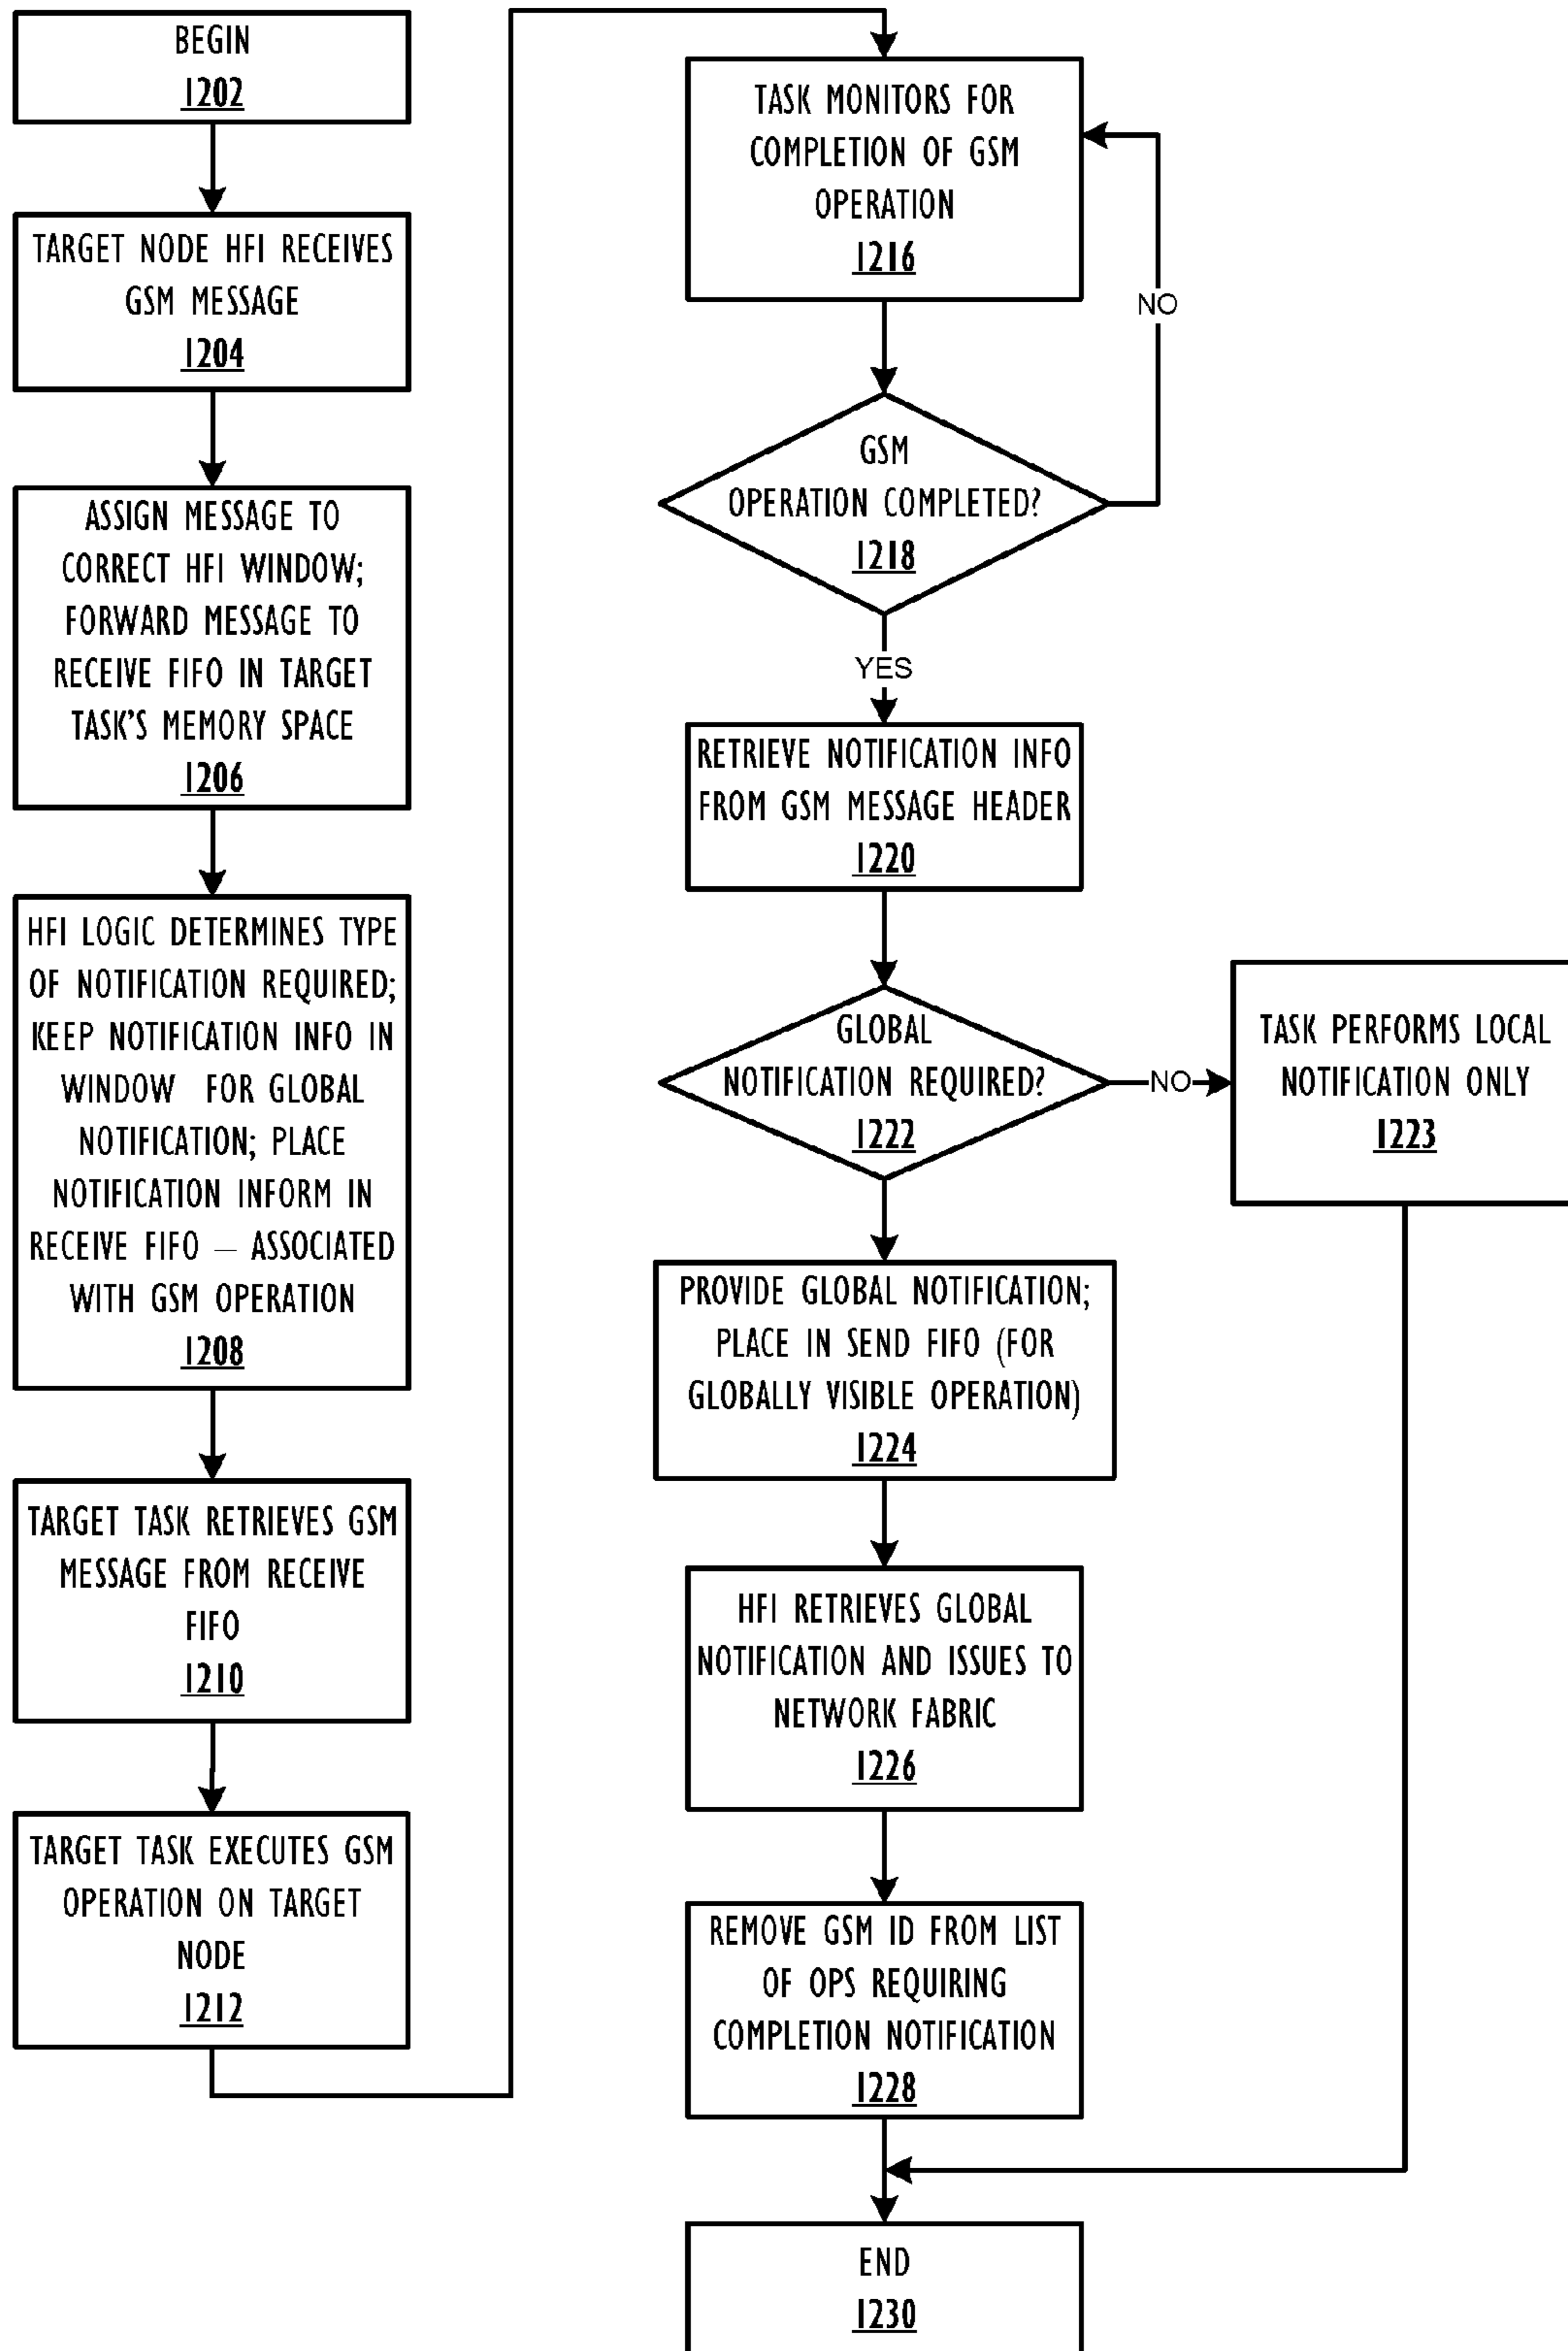 BEGIN
1202
TARGET NODE HFI RECEIVES
GSM MESSAGE
1204
ASSIGN MESSAGE TO
CORRECT HFI WINDOW;
FORWARD MESSAGE TO
RECEIVE FIFO IN TARGET
TASK'S MEMORY SPACE
1206
HFI LOGIC DETERMINES TYPE
OF NOTIFICATION REQUIRED;
KEEP NOTIFICATION INFO IN
WINDOW FOR GLOBAL
NOTIFICATION; PLACE
NOTIFICATION INFORM IN
RECEIVE FIFO – ASSOCIATED
WITH GSM OPERATION
1208
TARGET TASK RETRIEVES GSM
MESSAGE FROM RECEIVE
FIFO
1210
TARGET TASK EXECUTES GSM
OPERATION ON TARGET
NODE
1212
TASK MONITORS FOR
COMPLETION OF GSM
OPERATION
1216
NO
GSM
OPERATION COMPLETED?
1218
YES
RETRIEVE NOTIFICATION INFO
FROM GSM MESSAGE HEADER
1220
GLOBAL
NOTIFICATION REQUIRED?
1222
NO
TASK PERFORMS LOCAL
NOTIFICATION ONLY
1223
PROVIDE GLOBAL NOTIFICATION;
PLACE IN SEND FIFO (FOR
GLOBALLY VISIBLE OPERATION)
1224
HFI RETRIEVES GLOBAL
NOTIFICATION AND ISSUES TO
NETWORK FABRIC
1226
REMOVE GSM ID FROM LIST
OF OPS REQUIRING
COMPLETION NOTIFICATION
1228
END
1230